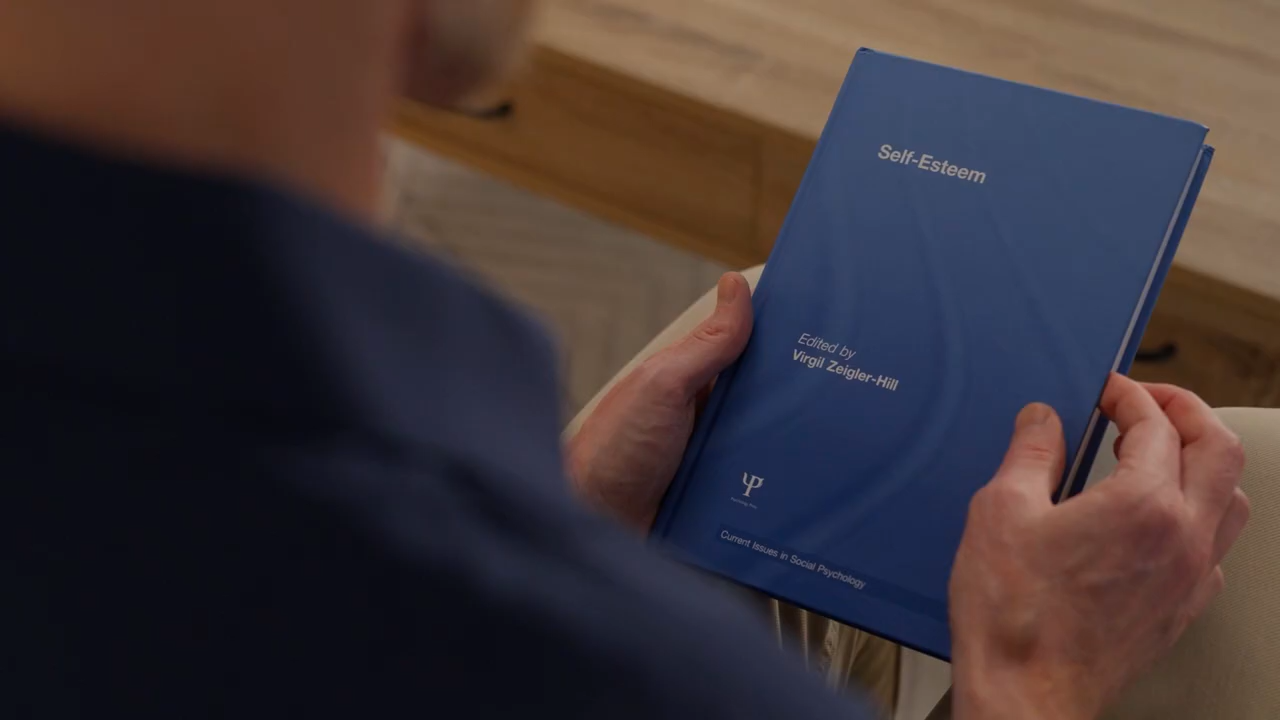 Self-Esteem
Edited by
Virgil Zeigler-Hill
Current Issues in Social Psychology